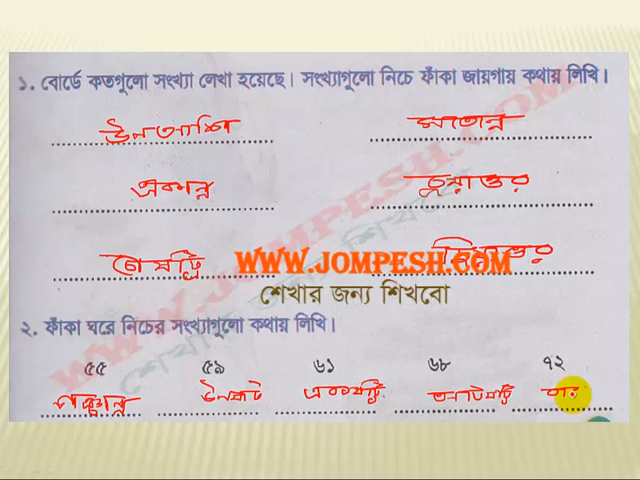 ১. বোর্ডে কতগুলো সংখ্যা লেখা হয়েছে। সংখ্যাগুলো নিচে ফাঁকা জায়গায় কথায় লিখি।
ঊনআশি সাতান্ন
একান্ন চুয়াত্তর
তেষট্টি
WWW.JOMPESH.COM
শেখার জন্য শিখবো
২. ফাঁকা ঘরে নিচের সংখ্যাগুলো কথায় লিখি।
৫৫ ৫৯ ৬১ ৬৮ ৭২
পঞ্চান্ন ঊনষাট একষট্টি আটষট্টি বার